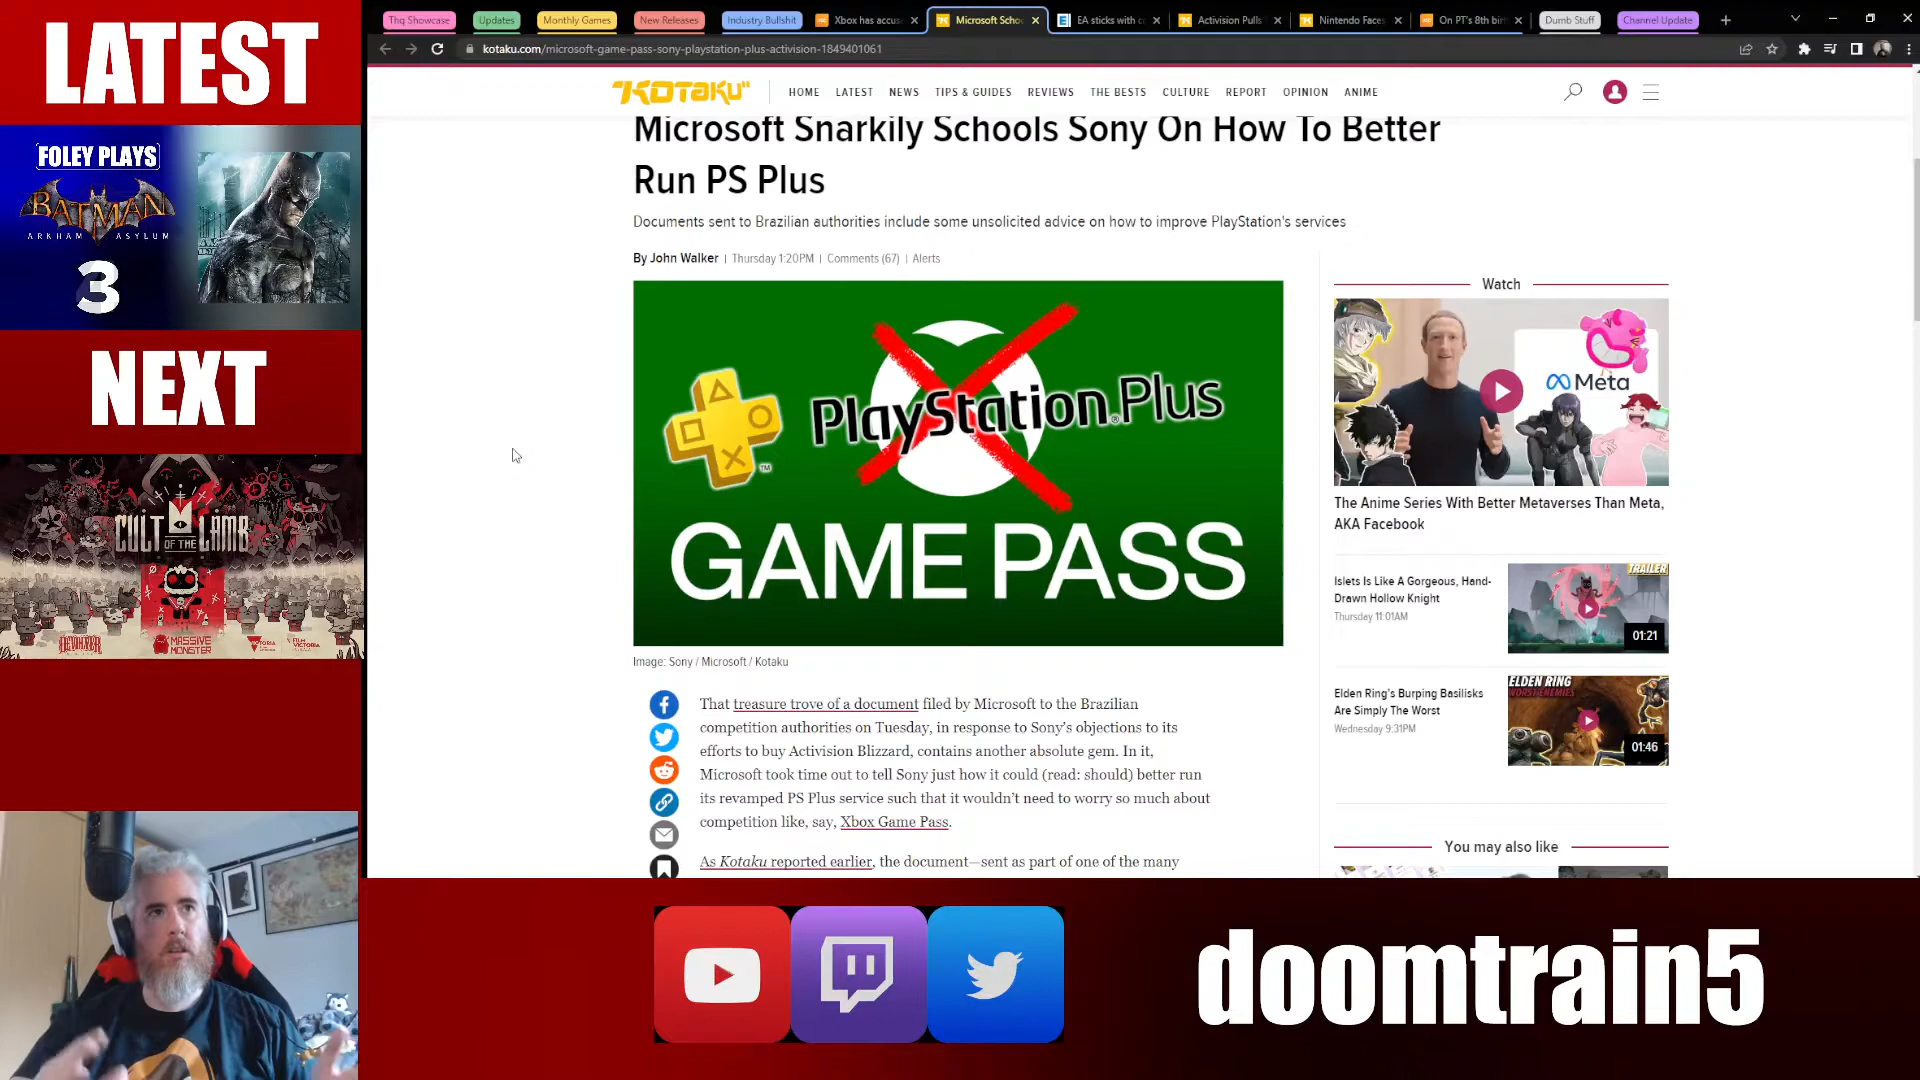 LATEST
FOLEY PLAYS
BATMAN
ARKHAM ASYLUM
3
NEXT
CULT OF THE LAMB
DEVOLVER
MASSIVE MONSTER
VICTORIA
FILM VICTORIA
Thq Showcase
Updates
Monthly Games
New Releases
Industry Bullshit
Xbox has accus
Microsoft Scho
EA sticks with c
Activision Pulls
Nintendo Faces
On PT's 8th birt
Dumb Stuff
Channel Update
kotaku.com/microsoft-game-pass-sony-playstation-plus-activision-1849401061
KOTAKU
HOME
LATEST
NEWS
TIPS & GUIDES
REVIEWS
THE BESTS
CULTURE
REPORT
OPINION
ANIME
Microsoft Snarkily Schools Sony On How To Better
Run PS Plus
Documents sent to Brazilian authorities include some unsolicited advice on how to improve PlayStation's services
By John Walker | Thursday 1:20PM | Comments (67) | Alerts
PlayStation.Plus
TM
GAME PASS
Image: Sony / Microsoft / Kotaku
That treasure trove of a document filed by Microsoft to the Brazilian
competition authorities on Tuesday, in response to Sony's objections to its
efforts to buy Activision Blizzard, contains another absolute gem. In it,
Microsoft took time out to tell Sony just how it could (read: should) better run
its revamped PS Plus service such that it wouldn't need to worry so much about
competition like, say, Xbox Game Pass.
As Kotaku reported earlier, the document—sent as part of one of the many
Watch
Meta
The Anime Series With Better Metaverses Than Meta,
AKA Facebook
Islets Is Like A Gorgeous, Hand-
Drawn Hollow Knight
Thursday 11:01AM
TRAILER
01:21
Elden Ring's Burping Basilisks
Are Simply The Worst
Wednesday 9:31PM
ELDEN RING
WORST ENEMIES
01:46
You may also like
doomtrain5